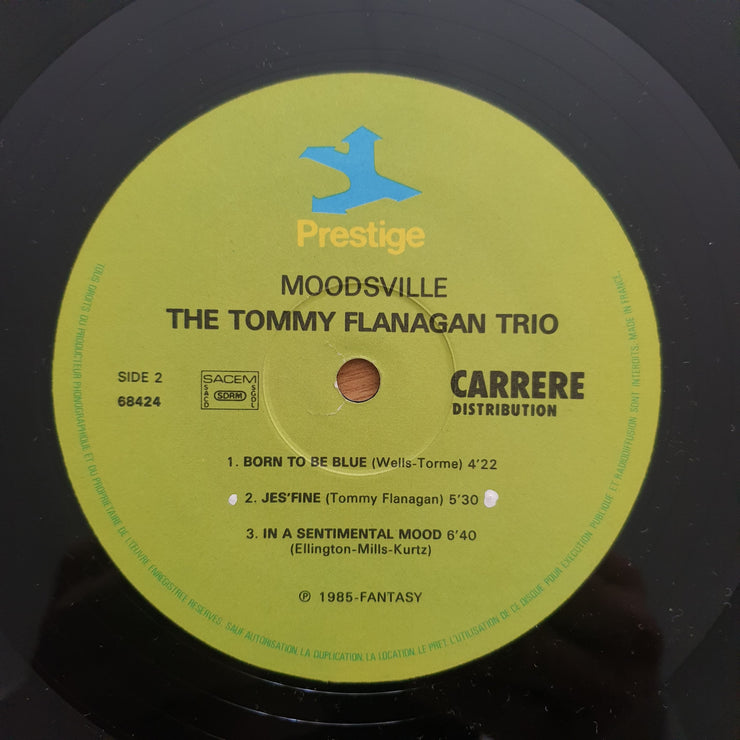 Prestige
MOODSVILLE
THE TOMMY FLANAGAN TRIO
SIDE 2
68424
SACEM
SACD
SDRM
SGDL
CARRERE
DISTRIBUTION
1. BORN TO BE BLUE (Wells-Torme) 4'22
2. JES'FINE (Tommy Flanagan) 5'30
3. IN A SENTIMENTAL MOOD 6'40
(Ellington-Mills-Kurtz)
℗ 1985-FANTASY
TOUS DROITS DU PRODUCTEUR PHONOGRAPHIQUE ET DU PROPRIETAIRE DE L'ŒUVRE ENREGISTREE RESERVES. SAUF AUTORISATION, LA DUPLICATION, LA LOCATION, LE PRET, L'UTILISATION DE CE DISQUE POUR EXECUTION PUBLIQUE ET RADIODIFFUSION SONT INTERDITS. MADE IN FRANCE.